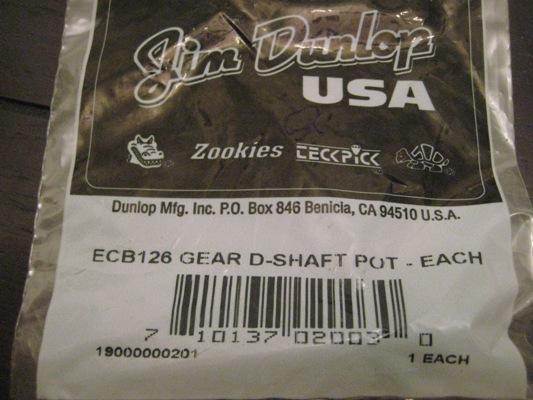 Jim Dunlop
USA
Zookies TECKPICK
Dunlop Mfg. Inc. P.O. Box 846 Benicia, CA 94510 U.S.A.
ECB126 GEAR D-SHAFT POT - EACH
7 10137 02003 0
19000000201 1 EACH